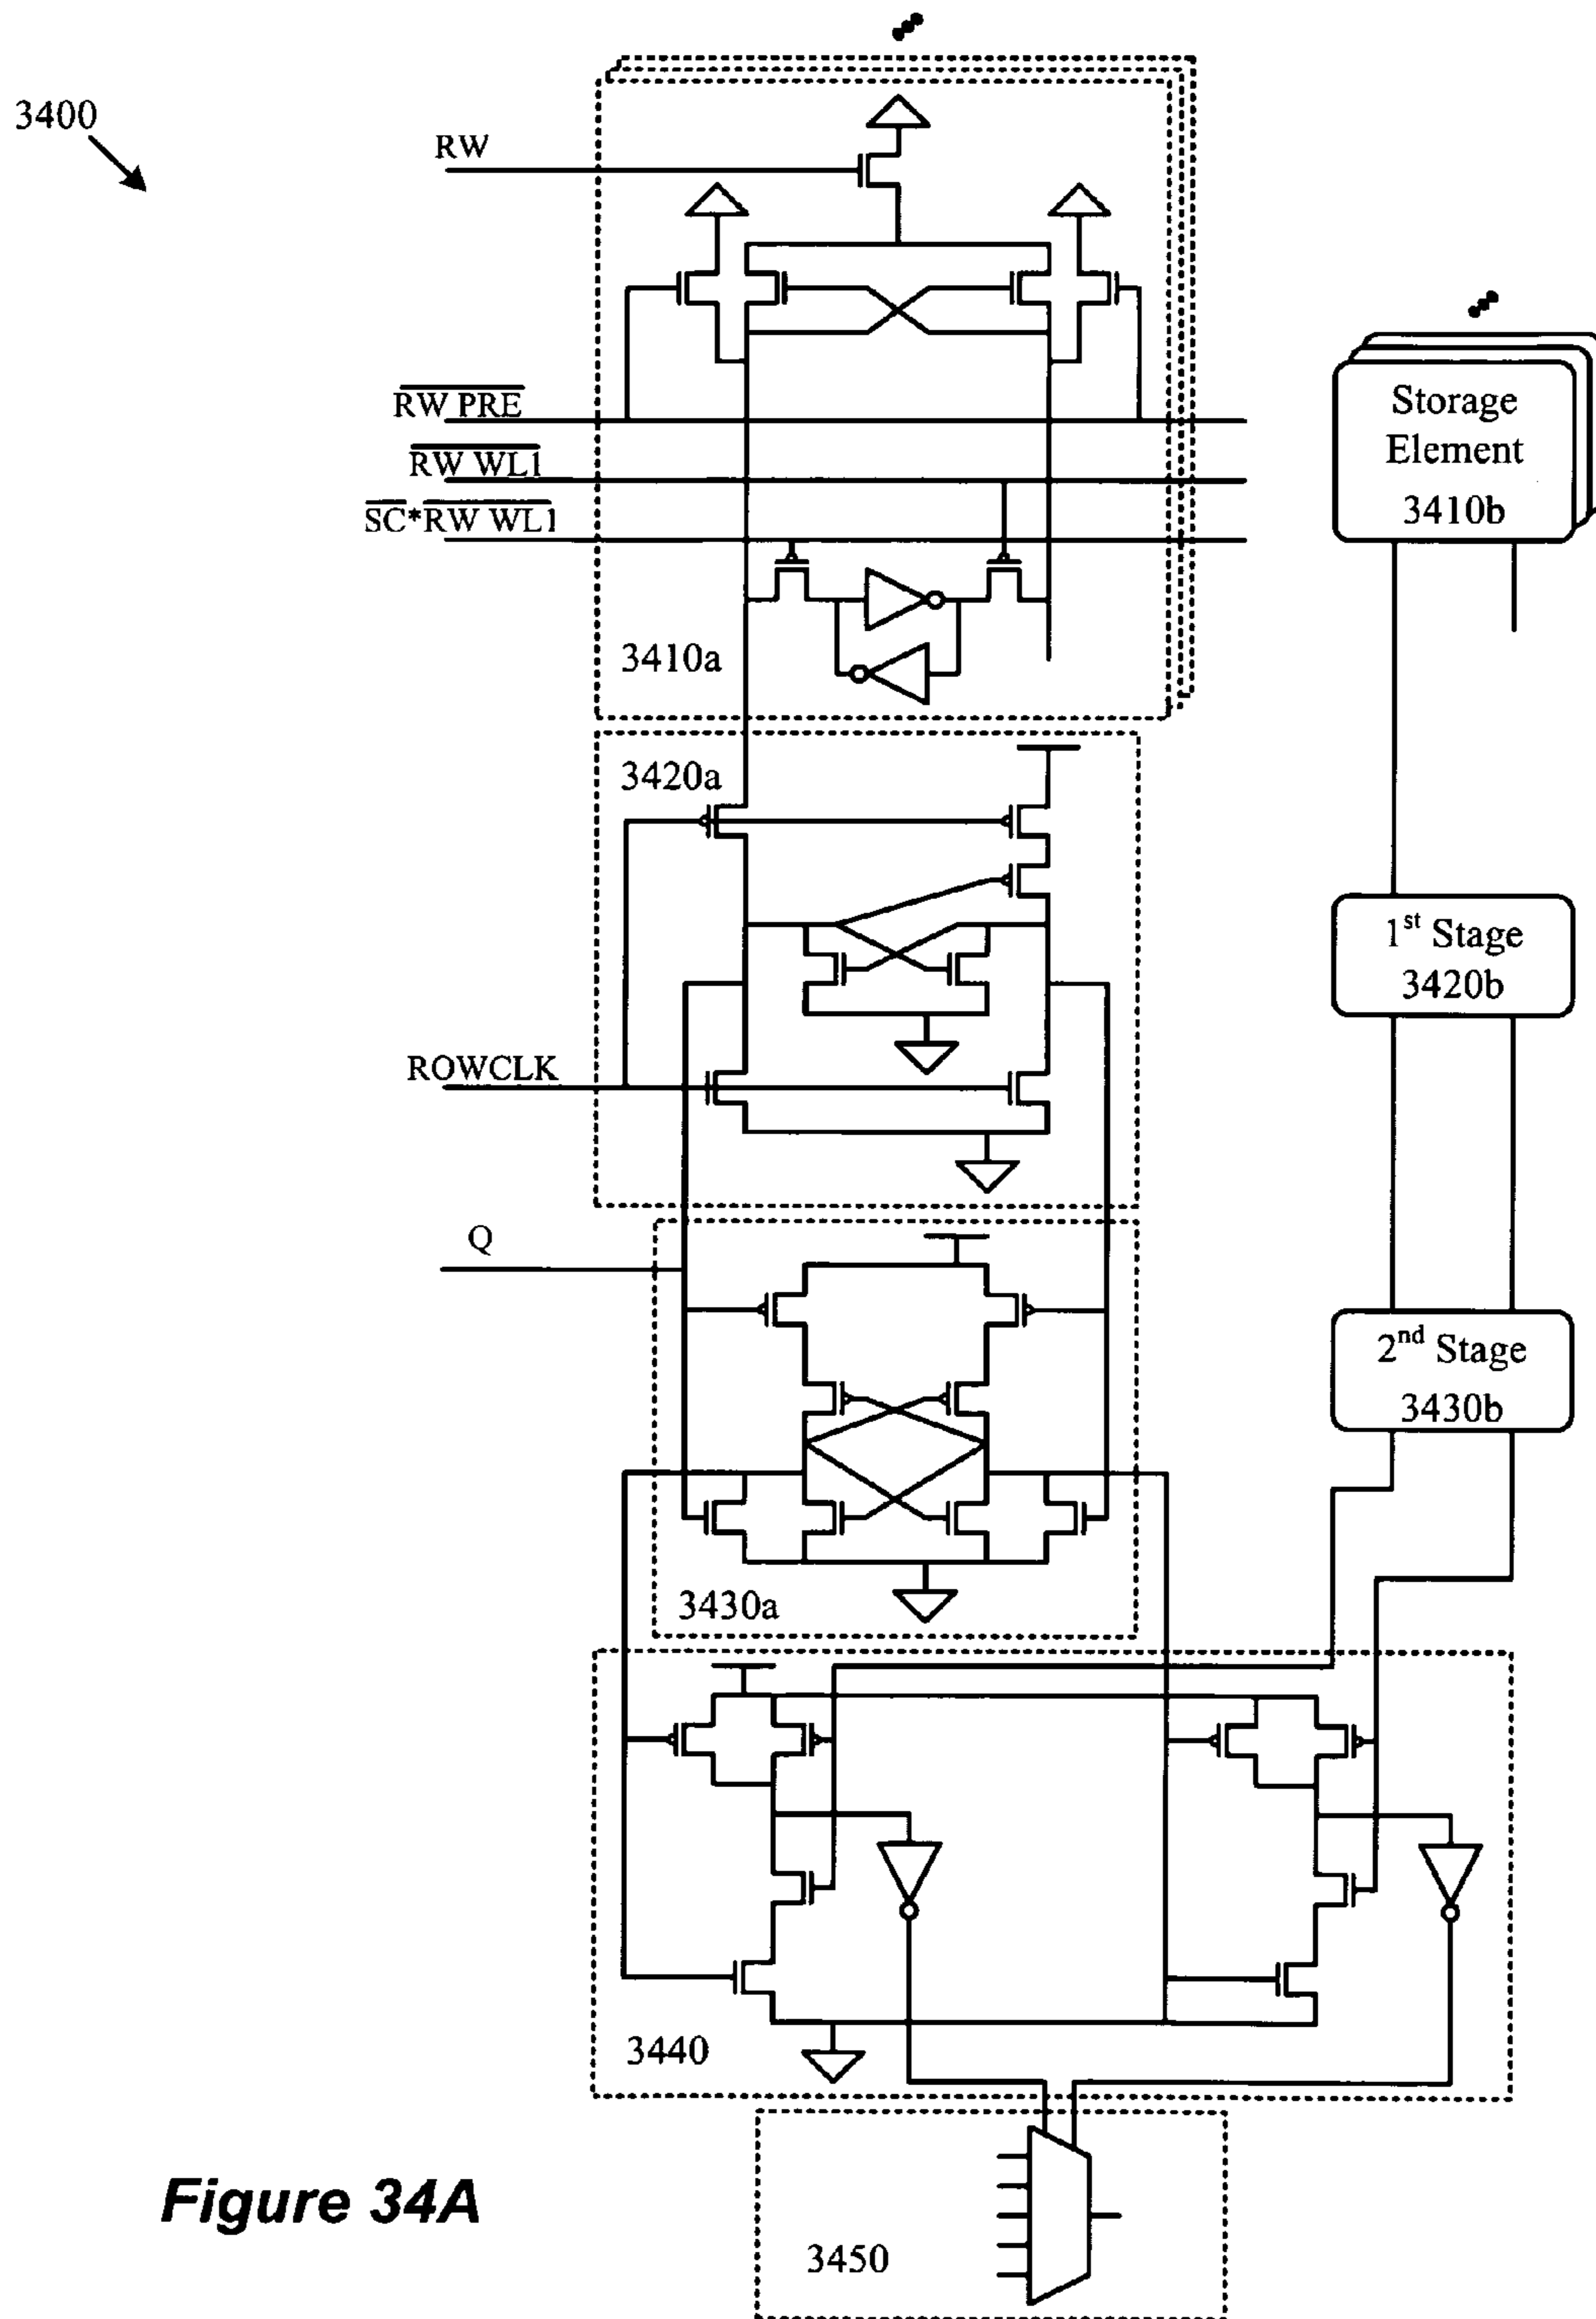 3400
RW
RW PRE
RW WL1
SC*RW WL1
3410a
Storage
Element
3410b
3420a
1st Stage
3420b
ROWCLK
Q
2nd Stage
3430b
3430a
3440
3450
Figure 34A